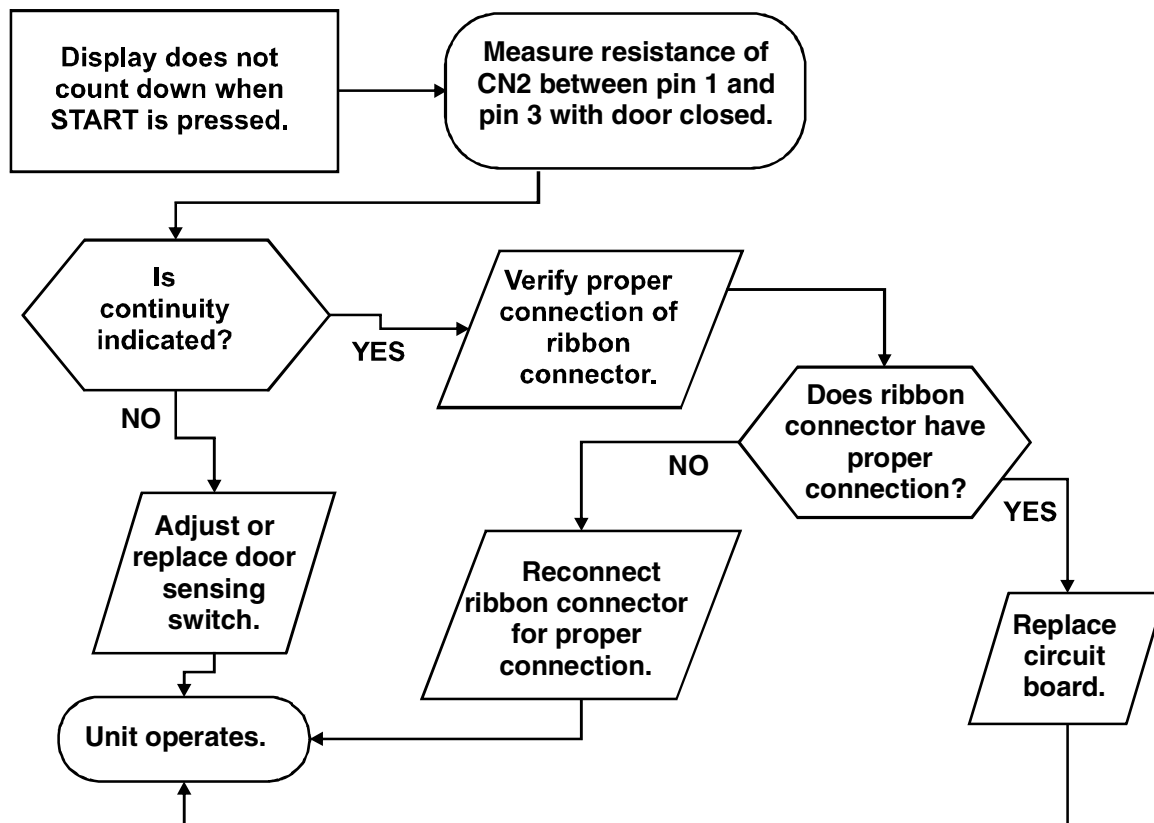 Display does not
count down when
START is pressed.
Measure resistance of
CN2 between pin 1 and
pin 3 with door closed.
Is
continuity
indicated?
YES
Verify proper
connection of
ribbon
connector.
NO
Does ribbon
connector have
proper
connection?
NO
YES
Adjust or
replace door
sensing
switch.
Reconnect
ribbon connector
for proper
connection.
Replace
circuit
board.
Unit operates.